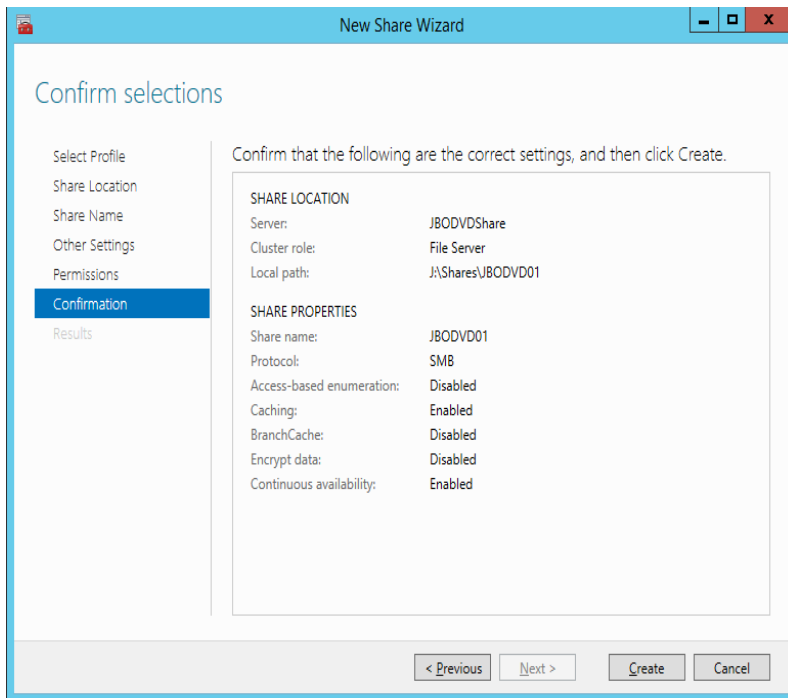 New Share Wizard
Confirm selections
Select Profile
Share Location
Share Name
Other Settings
Permissions
Confirmation
Results
Confirm that the following are the correct settings, and then click Create.
SHARE LOCATION
Server: JBODVDShare
Cluster role: File Server
Local path: J:\Shares\JBODVD01
SHARE PROPERTIES
Share name: JBODVD01
Protocol: SMB
Access-based enumeration: Disabled
Caching: Enabled
BranchCache: Disabled
Encrypt data: Disabled
Continuous availability: Enabled
< Previous Next > Create Cancel